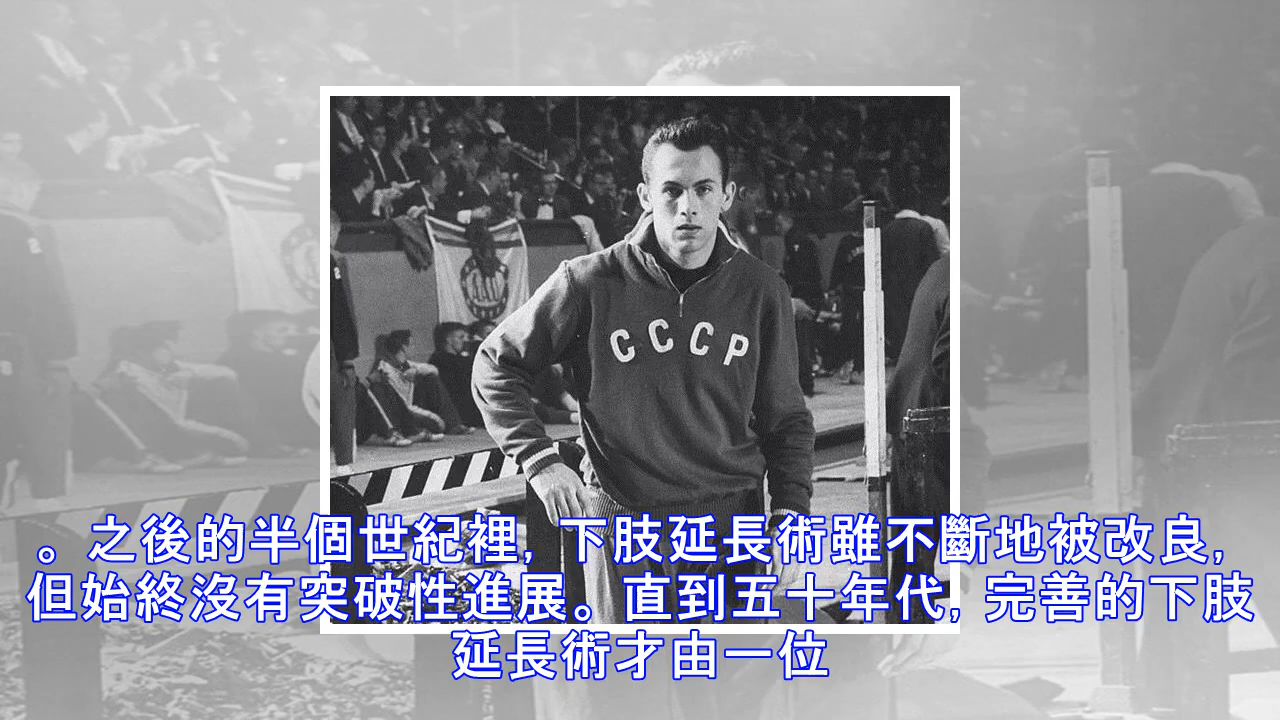 CCCP
。之後的半個世紀裡, 下肢延長術雖不斷地被改良,
但始終沒有突破性進展。直到五十年代, 完善的下肢
延長術才由一位